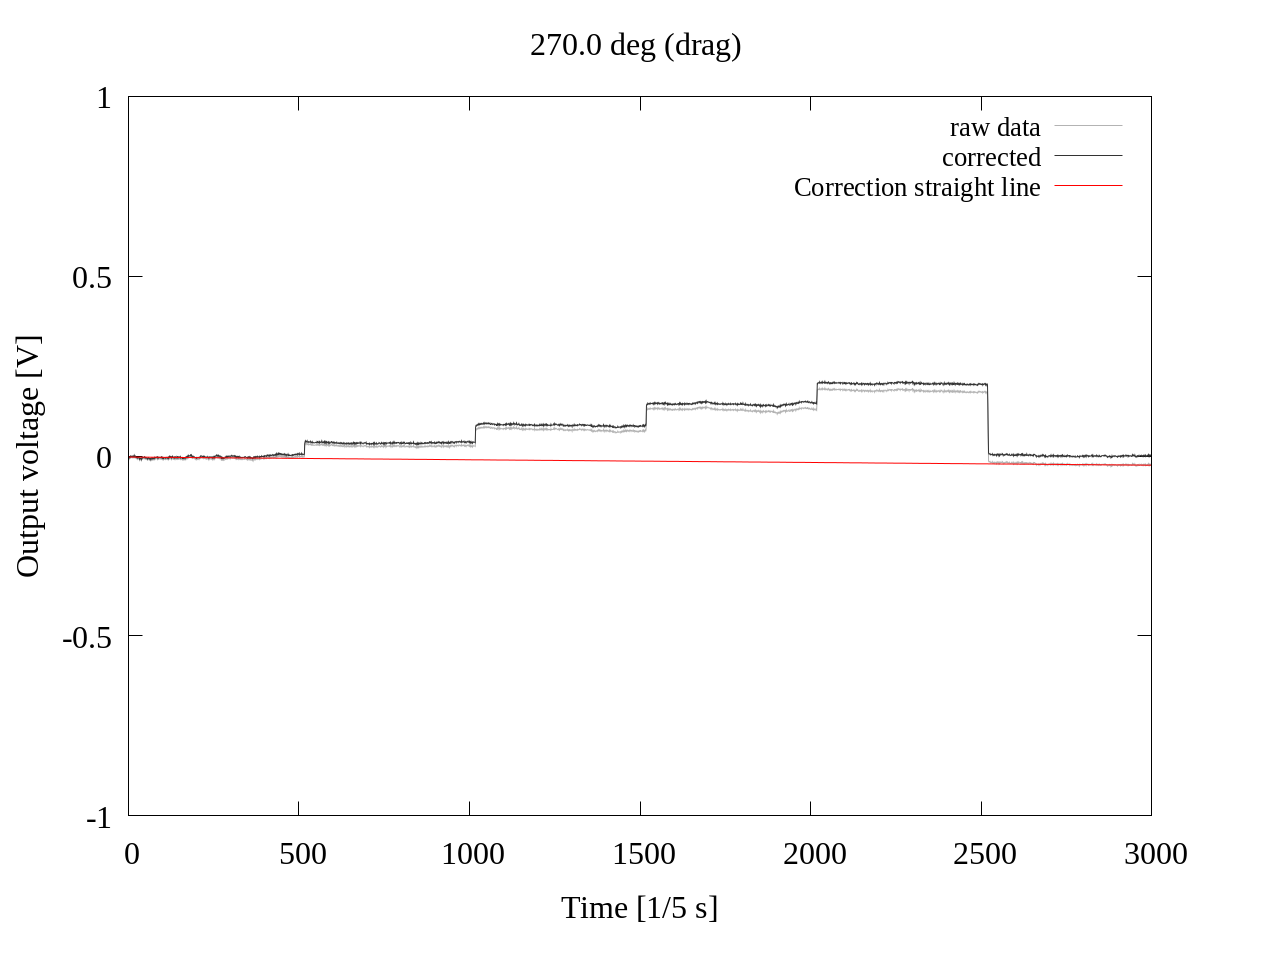 270.0 deg (drag)
raw data
corrected
Correction straight line
1
0.5
0
-0.5
-1
Output voltage [V]
0 500 1000 1500 2000 2500 3000
Time [1/5 s]